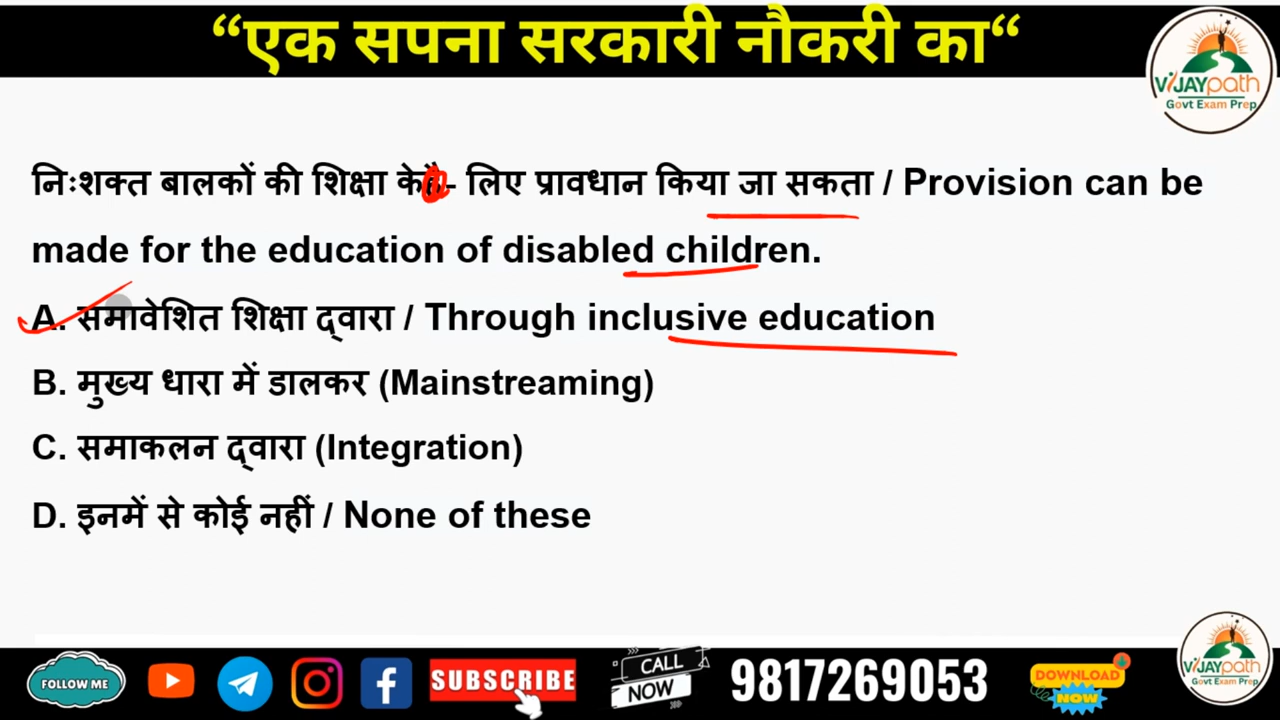 “एक सपना सरकारी नौकरी का“
VIJAYpath
Govt Exam Prep
निःशक्त बालकों की शिक्षा के - लिए प्रावधान किया जा सकता / Provision can be
made for the education of disabled children.
A. समावेशित शिक्षा द्वारा / Through inclusive education
B. मुख्य धारा में डालकर (Mainstreaming)
C. समाकलन द्वारा (Integration)
D. इनमें से कोई नहीं / None of these
FOLLOW ME
SUBSCRIBE
CALL
NOW
9817269053
DOWNLOAD
NOW
VIJAYpath
Govt Exam Prep